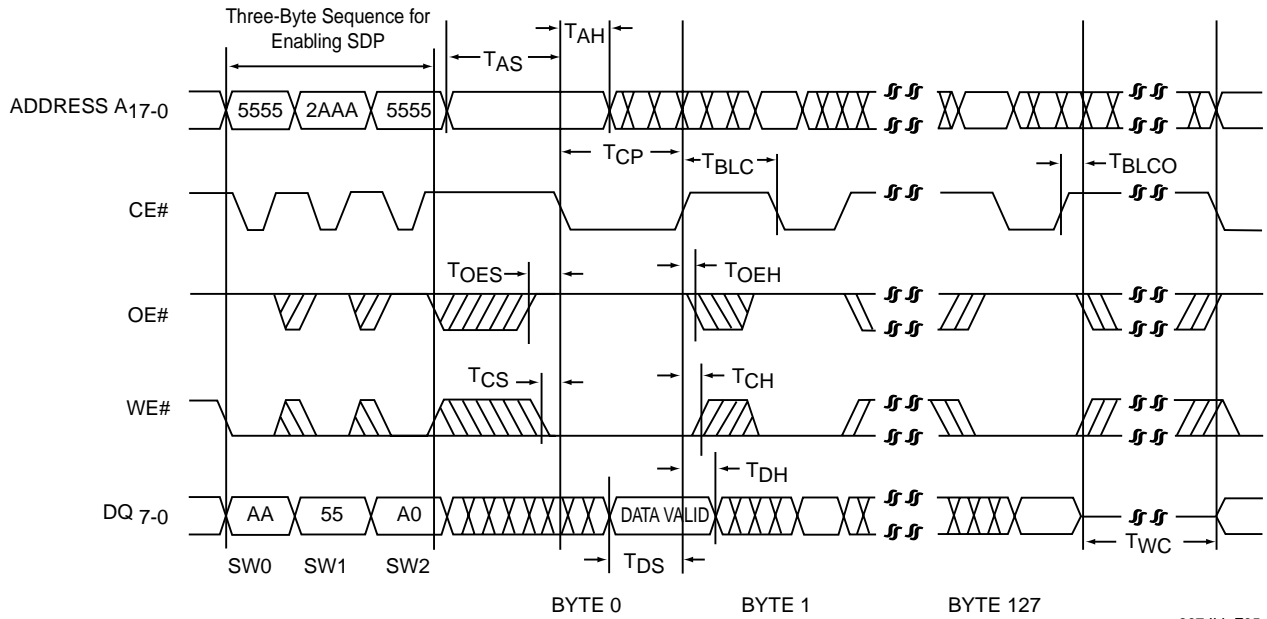 Three-Byte Sequence for
Enabling SDP
TAS
TAH
ADDRESS A17-0
5555
2AAA
5555
TCP
TBLC
TBLCO
CE#
TOES
TOEH
OE#
TCS
TCH
WE#
TDH
DQ 7-0
AA
55
A0
DATA VALID
SW0
SW1
SW2
TDS
TWC
BYTE 0
BYTE 1
BYTE 127